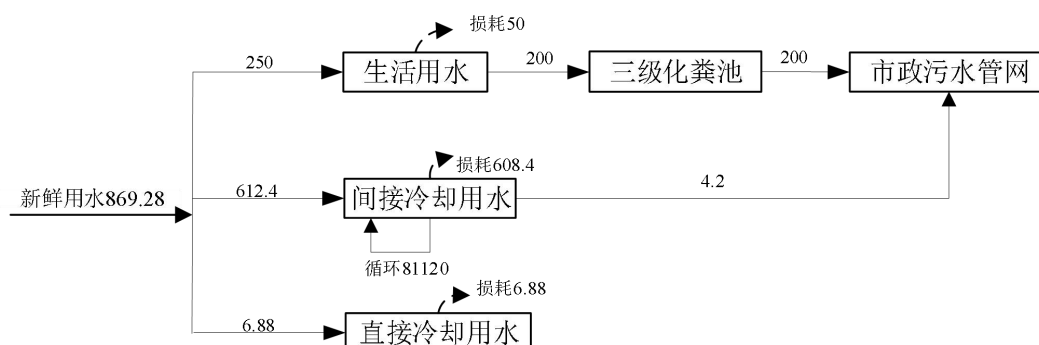 损耗50
250
生活用水
200
三级化粪池
200
市政污水管网
新鲜用水869.28
612.4
损耗608.4
间接冷却用水
4.2
循环81120
损耗6.88
6.88
直接冷却用水